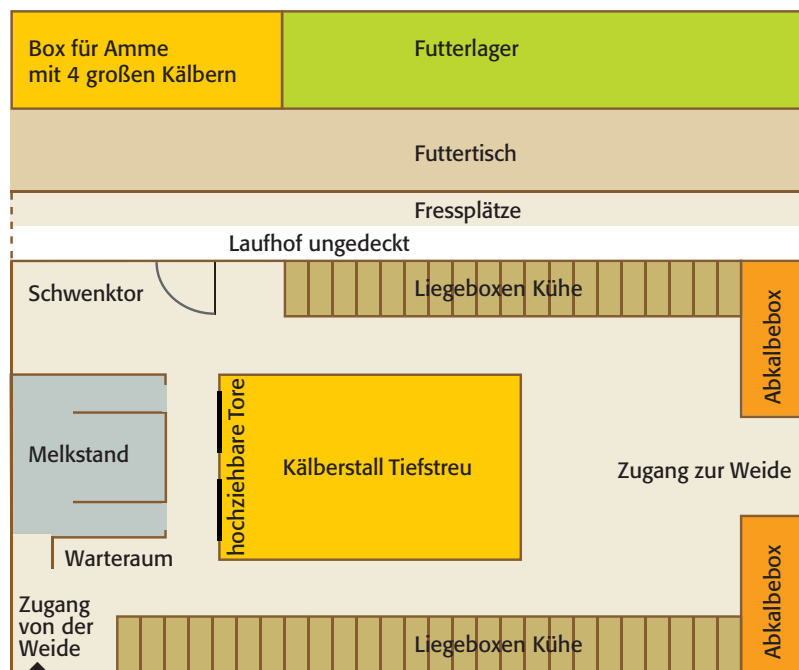 Box für Amme
mit 4 großen Kälbern
Futterlager
Futtertisch
Fressplätze
Laufhof ungedeckt
Schwenktor
Liegeboxen Kühe
Abkalbebox
Melkstand
hochziehbare Tore
Kälberstall Tiefstreu
Zugang zur Weide
Warteraum
Zugang
von der
Weide
Liegeboxen Kühe
Abkalbebox